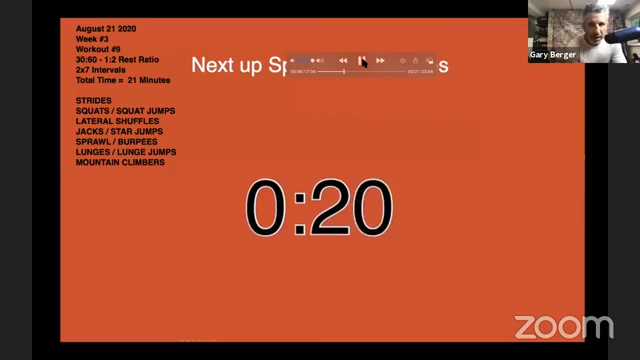 August 21 2020
Week #3
Workout #9
30:60 - 1:2 Rest Ratio
2x7 Intervals
Total Time = 21 Minutes
STRIDES
SQUATS / SQUAT JUMPS
LATERAL SHUFFLES
JACKS / STAR JUMPS
SPRAWL / BURPEES
LUNGES / LUNGE JUMPS
MOUNTAIN CLIMBERS
Next up
0:20
Gary Berger
zoom